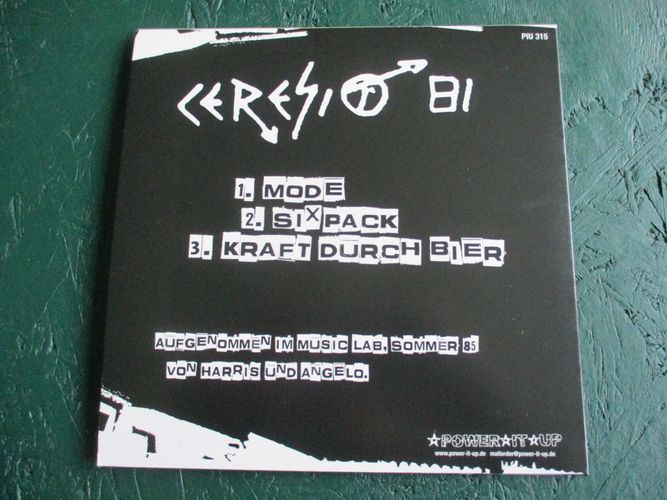 PIU 315
CERESIT 81
1. MODE
2. SIXPACK
3. KRAFT DURCH BIER
AUFGENOMMEN IM MUSIC LAB, SOMMER 85
VON HARRIS UND ANGELO.
★POWER★IT★UP
www.power-it-up.de mailorder@power-it-up.de